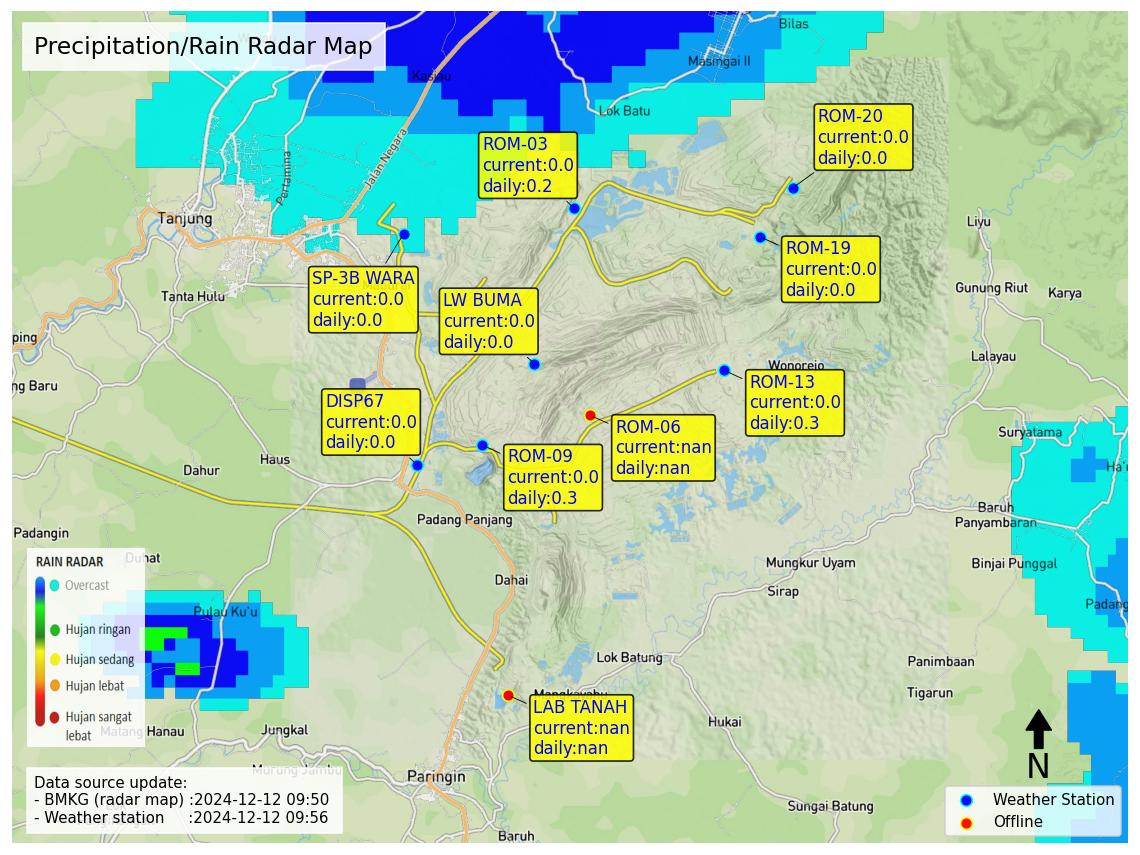 Precipitation/Rain Radar Map
Bilas
Masingai II
Kasiau
Lok Batu
Jalan Negara
Pertamina
Tanjung
Tanta Hulu
ROM-03
current:0.0
daily:0.2
ROM-20
current:0.0
daily:0.0
ROM-19
current:0.0
daily:0.0
SP-3B WARA
current:0.0
daily:0.0
LW BUMA
current:0.0
daily:0.0
Liyu
Gunung Riut
Karya
Lalayau
ping
ng Baru
Wonorejo
ROM-13
current:0.0
daily:0.3
DISP67
current:0.0
daily:0.0
ROM-06
current:nan
daily:nan
ROM-09
current:0.0
daily:0.3
Suryatama
Ha'u
Haus
Dahur
Padang Panjang
Baruh
Panyambaran
Padangin
Duhat
Binjai Punggal
Mungkur Uyam
Dahai
Sirap
Padang
Pulau Ku'u
RAIN RADAR
Overcast
Hujan ringan
Hujan sedang
Hujan lebat
Hujan sangat
lebat
Lok Batung
Panimbaan
Tigarun
Mangkayahu
LAB TANAH
current:nan
daily:nan
Hukai
Matang Hanau
Jungkal
Murung Jambu
Paringin
Sungai Batung
Baruh
N
Data source update:
- BMKG (radar map) :2024-12-12 09:50
- Weather station :2024-12-12 09:56
Weather Station
Offline